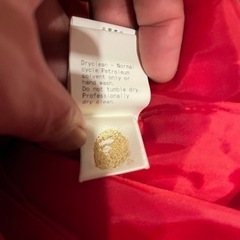 Dryclean - Normal
cycle Petroleum
solvent only or
hand wash.
Do not tumble dry.
Professionally
dry clean.